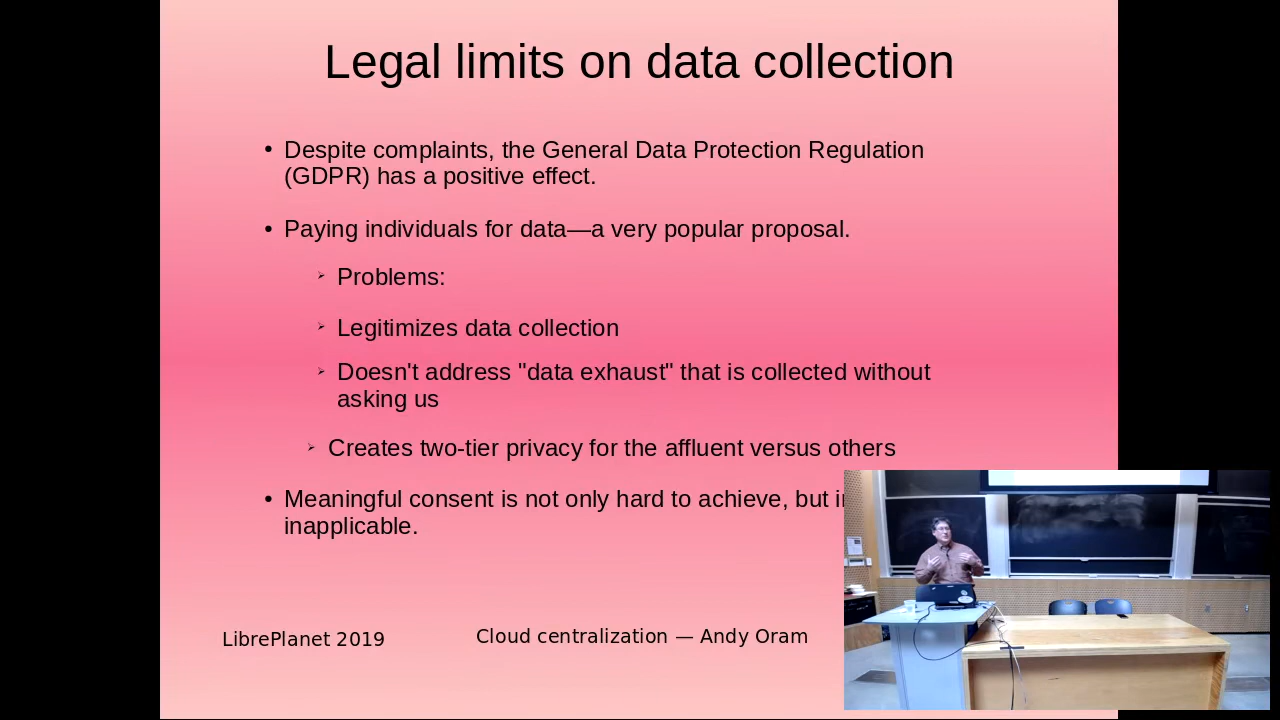 Legal limits on data collection
• Despite complaints, the General Data Protection Regulation
(GDPR) has a positive effect.
• Paying individuals for data—a very popular proposal.
➢ Problems:
➢ Legitimizes data collection
➢ Doesn't address "data exhaust" that is collected without
asking us
➢ Creates two-tier privacy for the affluent versus others
• Meaningful consent is not only hard to achieve, but
inapplicable.
LibrePlanet 2019
Cloud centralization — Andy Oram